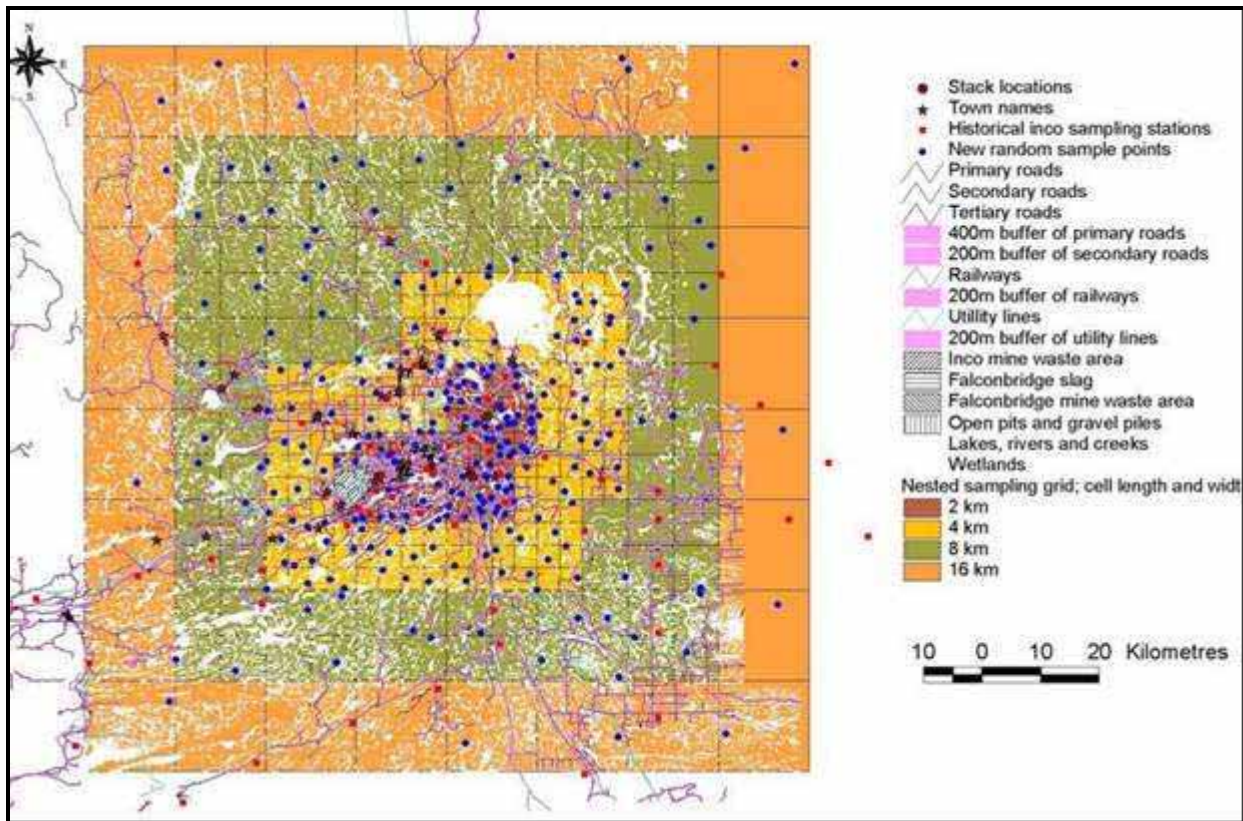 N
E
S
Stack locations
Town names
Historical inco sampling stations
New random sample points
Primary roads
Secondary roads
Tertiary roads
400m buffer of primary roads
200m buffer of secondary roads
Railways
200m buffer of railways
Utillity lines
200m buffer of utility lines
Inco mine waste area
Falconbridge slag
Falconbridge mine waste area
Open pits and gravel piles
Lakes, rivers and creeks
Wetlands
Nested sampling grid; cell length and widt
2 km
4 km
8 km
16 km
10 0 10 20 Kilometres